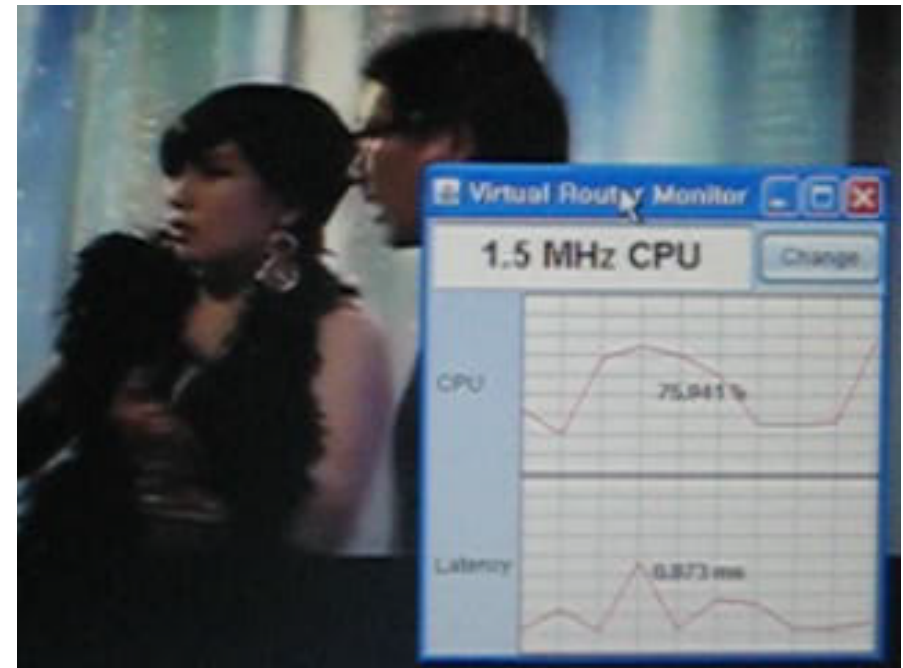 Virtual Router Monitor
1.5 MHz CPU
Change
CPU
75.941 %
Latency
0.873 ms